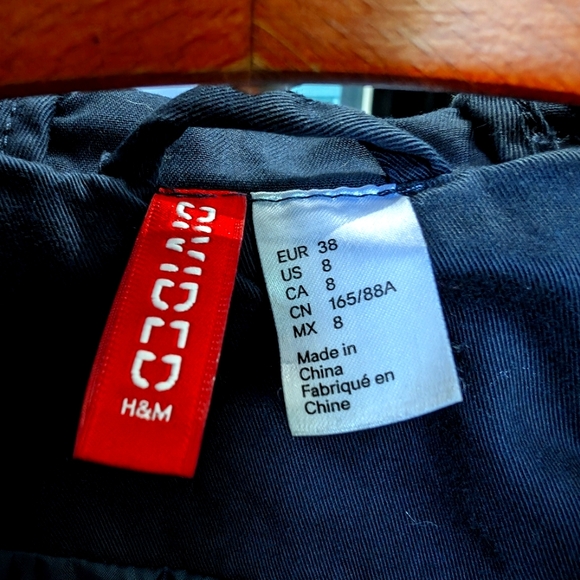 DIVIDED
H&M
EUR 38
US 8
CA 8
CN 165/88A
MX 8
Made in
China
Fabriqué en
Chine